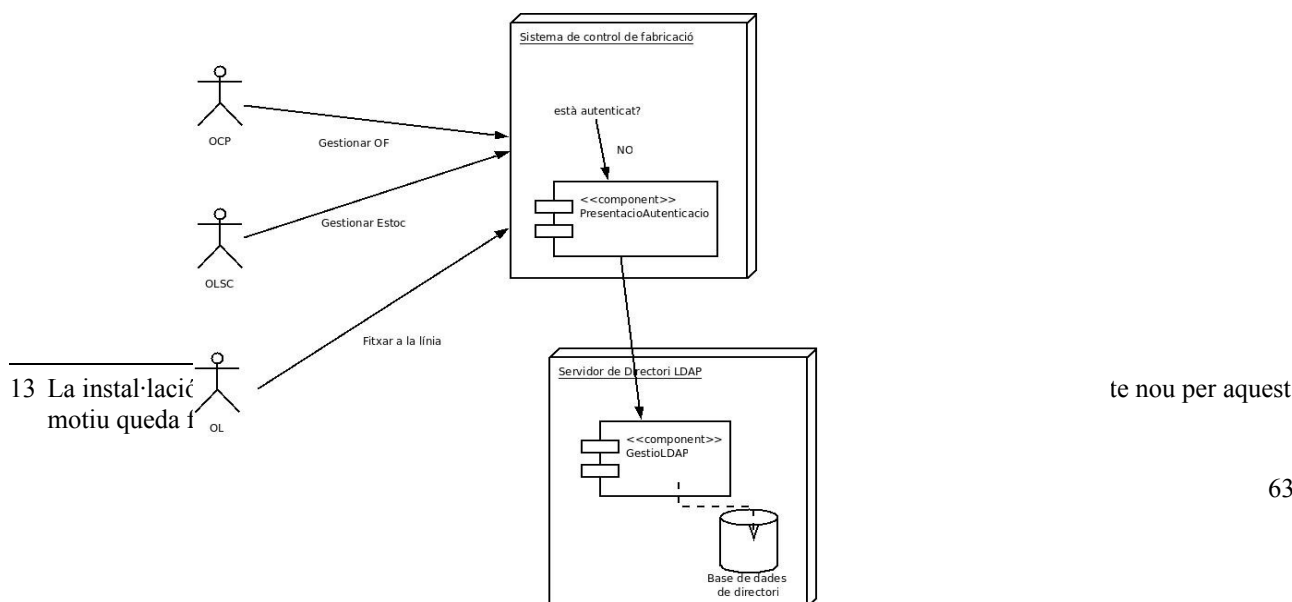 Sistema de control de fabricació
està autenticat?
NO
OCP
Gestionar OF
<<component>>
PresentacioAutenticacio
Gestionar Estoc
OLSC
Fitxar a la línia
Servidor de Directori LDAP
13 La instal·lació te nou per aquest
motiu queda
OL
<<component>>
GestioLDAP
63
Base de dades
de directori